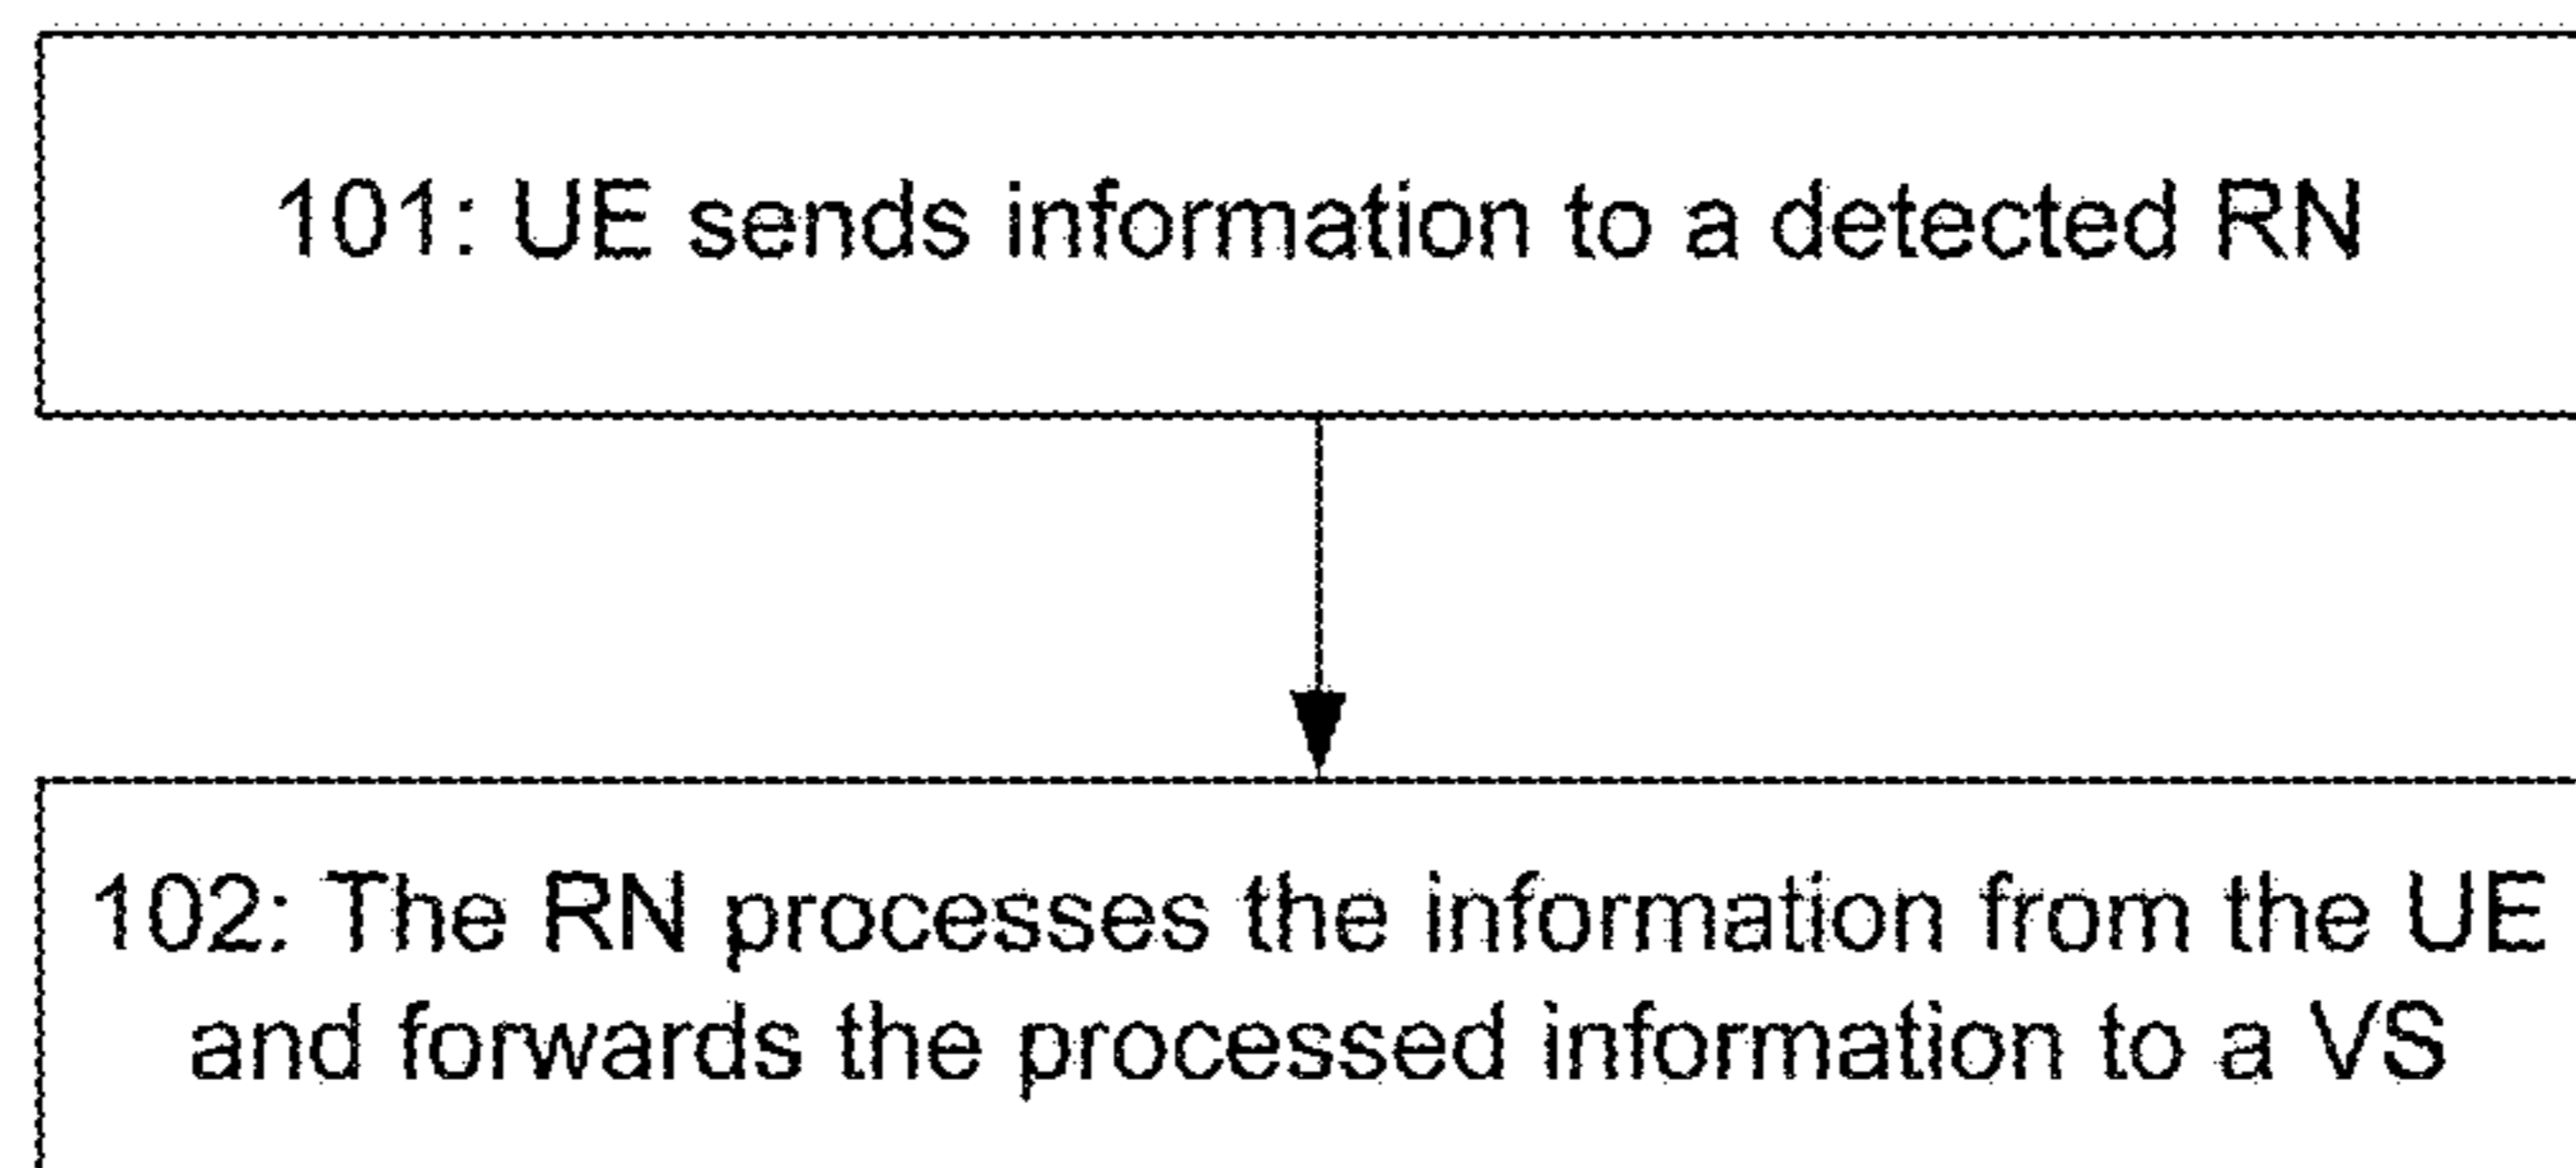 101: UE sends information to a detected RN
102: The RN processes the information from the UE
and forwards the processed information to a VS